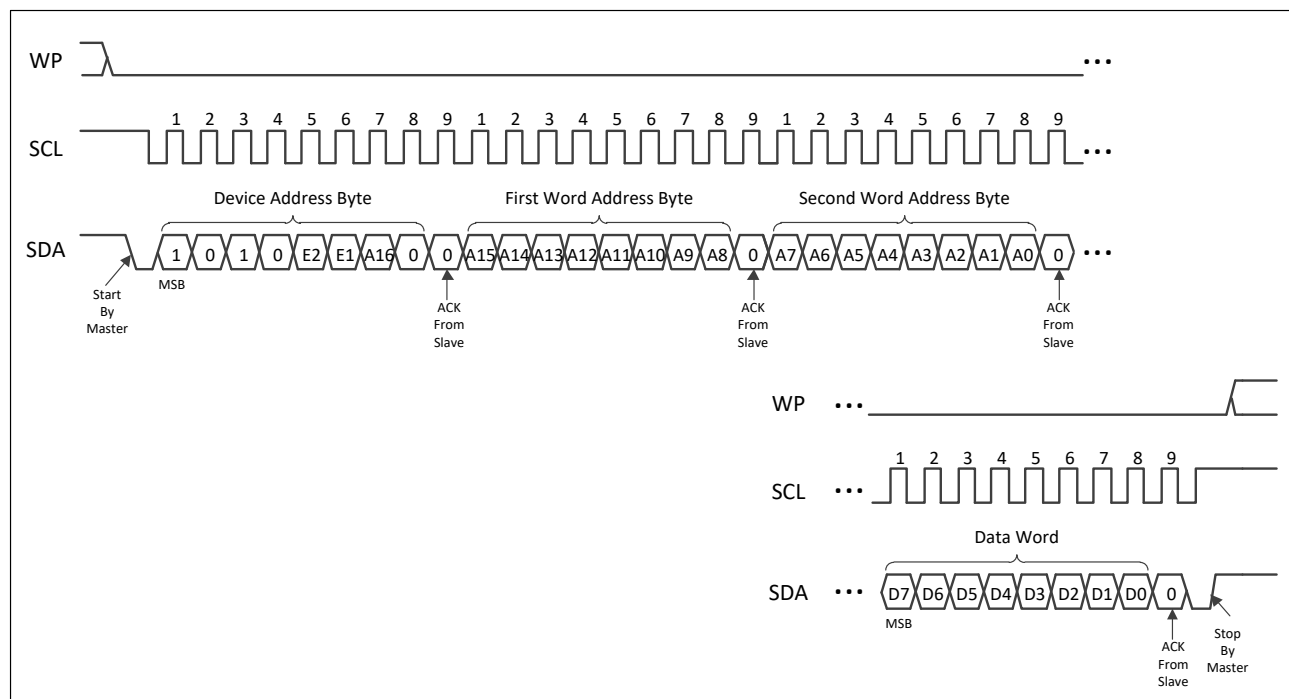 WP ...
1 2 3 4 5 6 7 8 9 1 2 3 4 5 6 7 8 9 1 2 3 4 5 6 7 8 9
SCL ...
Device Address Byte First Word Address Byte Second Word Address Byte
SDA 1 0 1 0 E2 E1 A16 0 0 A15 A14 A13 A12 A11 A10 A9 A8 0 A7 A6 A5 A4 A3 A2 A1 A0 0 ...
MSB
Start
By
Master
ACK
From
Slave
ACK
From
Slave
ACK
From
Slave
WP ...
1 2 3 4 5 6 7 8 9
SCL ...
Data Word
SDA ... D7 D6 D5 D4 D3 D2 D1 D0 0
MSB
ACK
From
Slave
Stop
By
Master